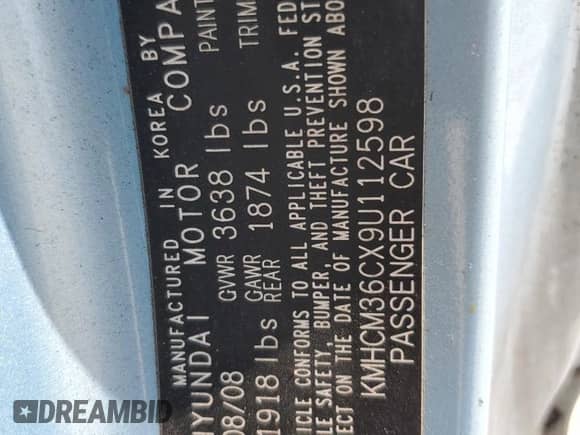 MANUFACTURED IN KOREA BY
HYUNDAI MOTOR COMPA
08/08 GVWR 3638 lbs PAINT
1918 lbs GAWR REAR 1874 lbs TRIM
ICLE CONFORMS TO ALL APPLICABLE U.S.A. FED
LE SAFETY, BUMPER, AND THEFT PREVENTION ST
ECT ON THE DATE OF MANUFACTURE SHOWN ABO
KMHCM36CX9U112598
PASSENGER CAR
DREAMBID